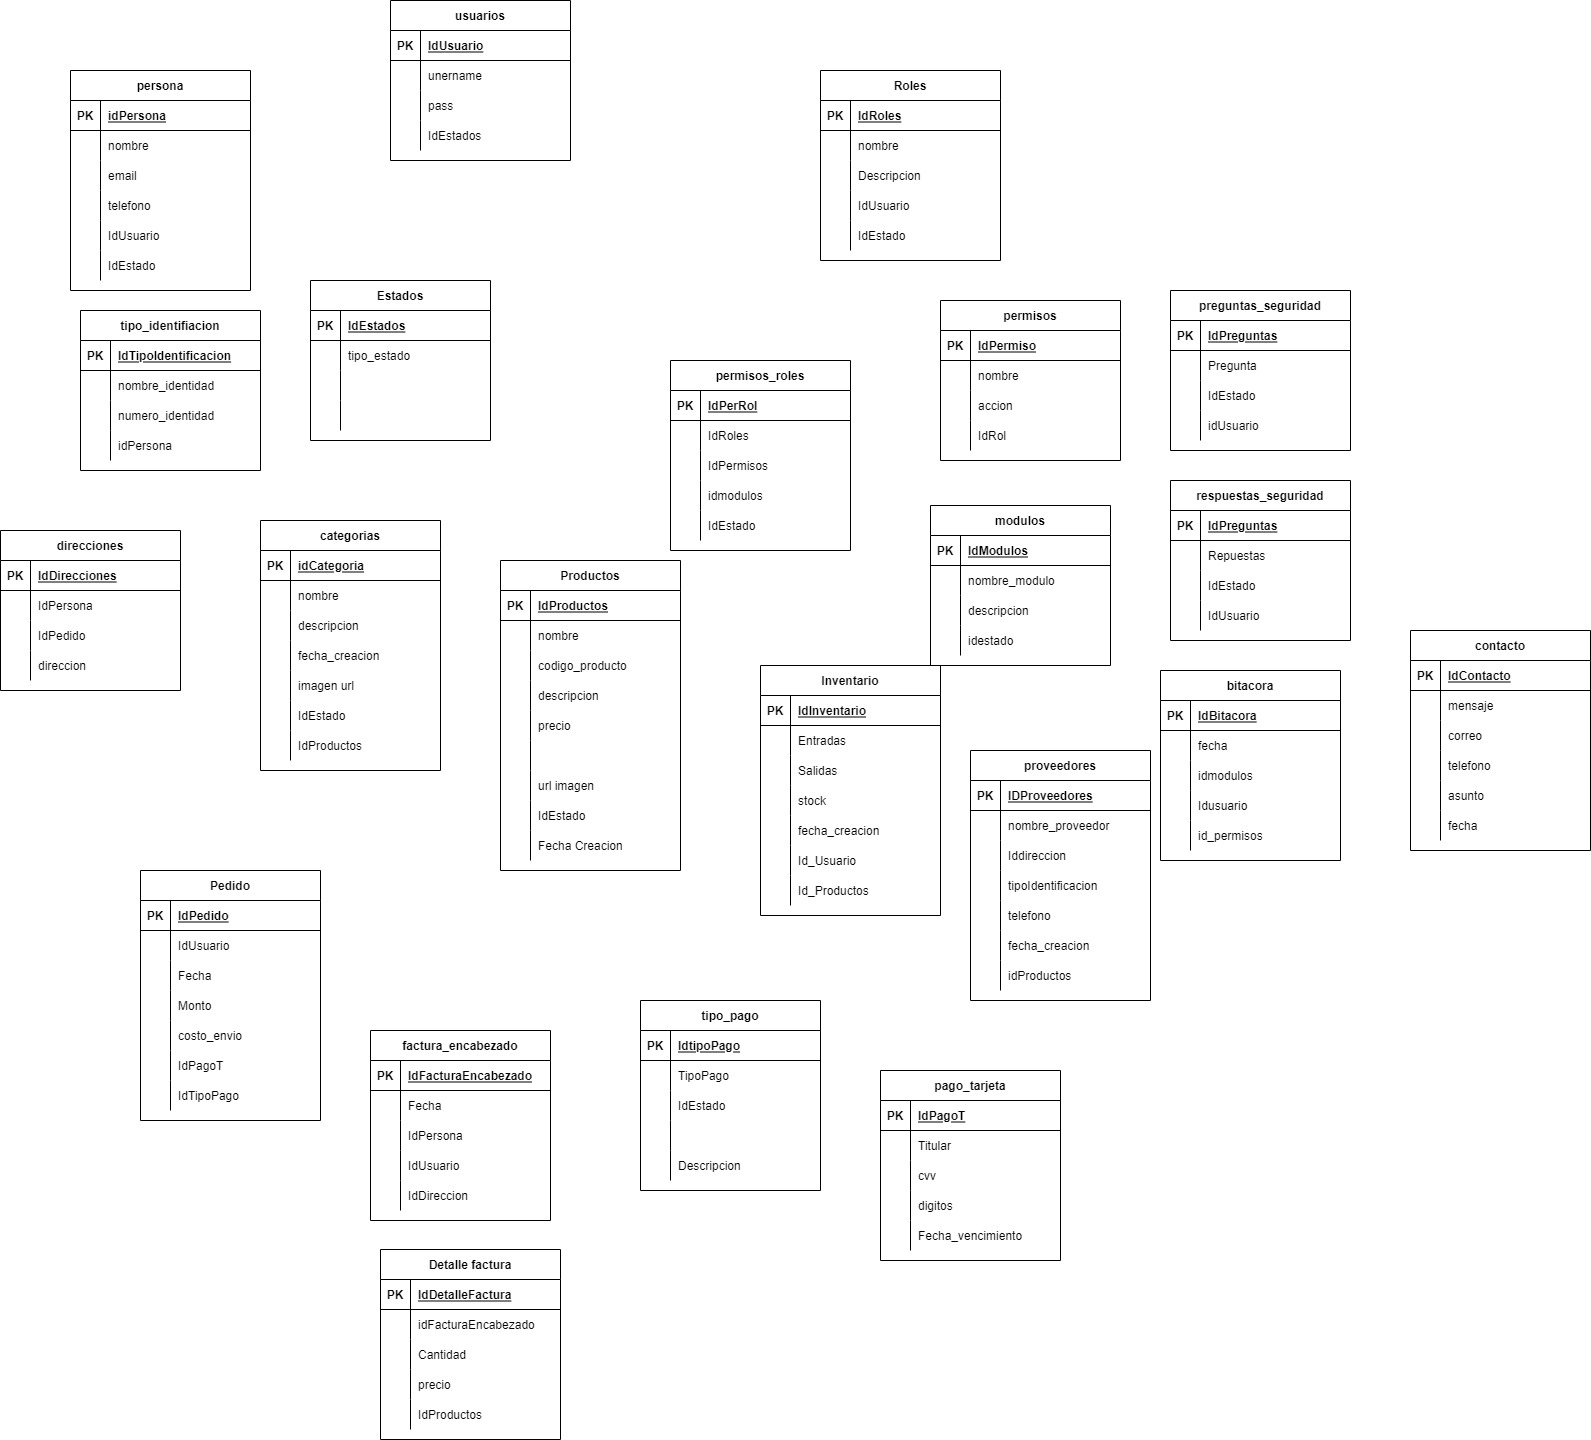 usuarios
PK IdUsuario
unername
pass
IdEstados
persona
PK idPersona
nombre
email
telefono
IdUsuario
IdEstado
Roles
PK IdRoles
nombre
Descripcion
IdUsuario
IdEstado
tipo_identifiacion
PK IdTipoIdentificacion
nombre_identidad
numero_identidad
idPersona
Estados
PK IdEstados
tipo_estado
permisos_roles
PK IdPerRol
IdRoles
IdPermisos
idmodulos
IdEstado
permisos
PK IdPermiso
nombre
accion
IdRol
preguntas_seguridad
PK IdPreguntas
Pregunta
IdEstado
idUsuario
respuestas_seguridad
PK IdPreguntas
Repuestas
IdEstado
IdUsuario
direcciones
PK IdDirecciones
IdPersona
IdPedido
direccion
categorias
PK idCategoria
nombre
descripcion
fecha_creacion
imagen url
IdEstado
IdProductos
Productos
PK IdProductos
nombre
codigo_producto
descripcion
precio
url imagen
IdEstado
Fecha Creacion
modulos
PK IdModulos
nombre_modulo
descripcion
idestado
Inventario
PK IdInventario
Entradas
Salidas
stock
fecha_creacion
Id_Usuario
Id_Productos
proveedores
PK IDProveedores
nombre_proveedor
Iddireccion
tipoIdentificacion
telefono
fecha_creacion
idProductos
bitacora
PK IdBitacora
fecha
idmodulos
Idusuario
id_permisos
contacto
PK IdContacto
mensaje
correo
telefono
asunto
fecha
Pedido
PK IdPedido
IdUsuario
Fecha
Monto
costo_envio
IdPagoT
IdTipoPago
factura_encabezado
PK IdFacturaEncabezado
Fecha
IdPersona
IdUsuario
IdDireccion
tipo_pago
PK IdtipoPago
TipoPago
IdEstado
Descripcion
pago_tarjeta
PK IdPagoT
Titular
cvv
digitos
Fecha_vencimiento
Detalle factura
PK IdDetalleFactura
idFacturaEncabezado
Cantidad
precio
IdProductos